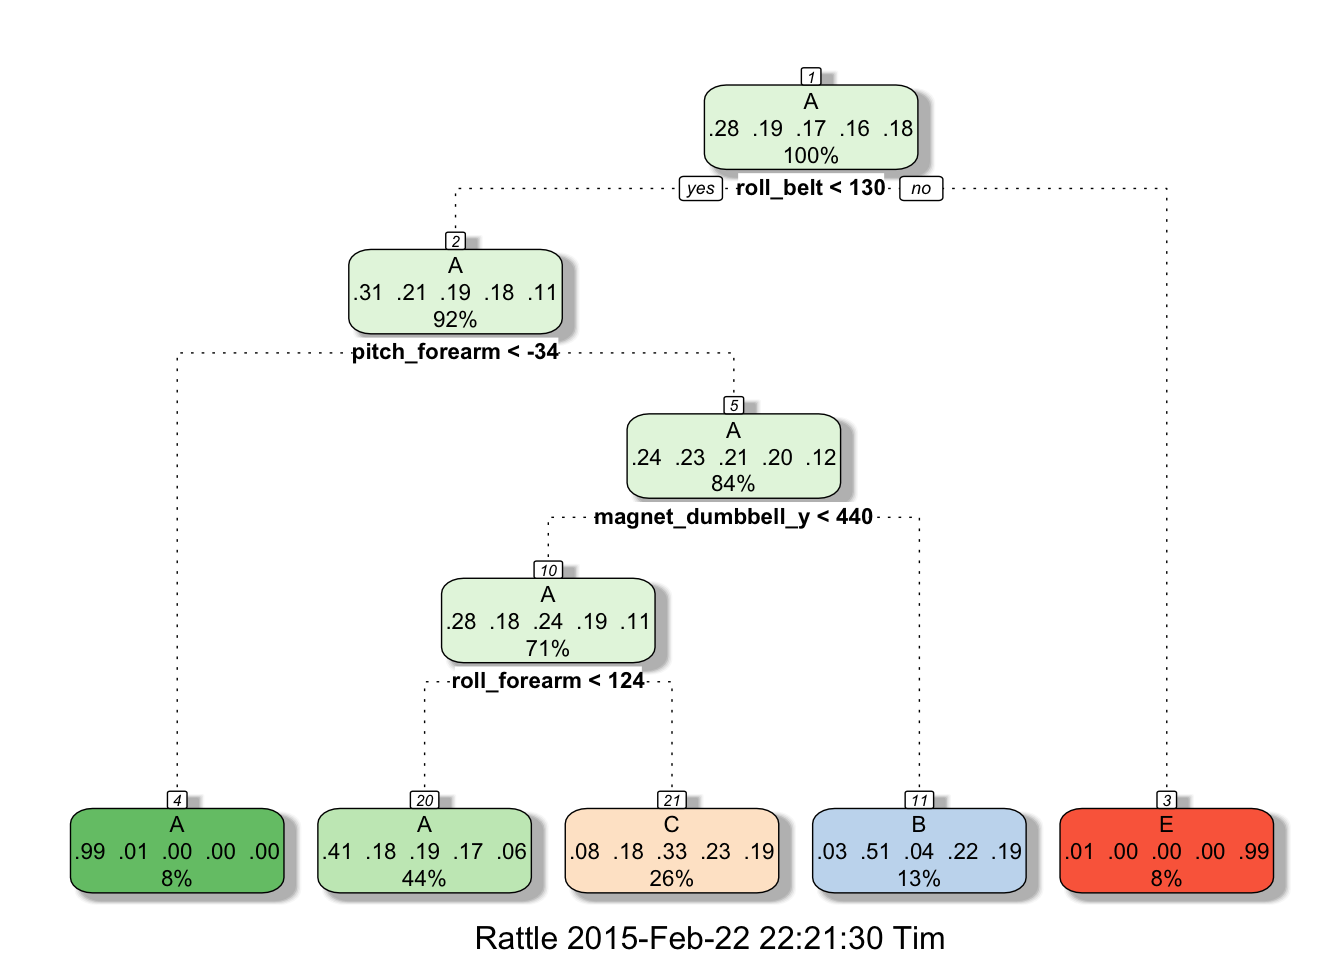 1
A
.28 .19 .17 .16 .18
100%
yes roll_belt < 130 no
2
A
.31 .21 .19 .18 .11
92%
pitch_forearm < -34
5
A
.24 .23 .21 .20 .12
84%
magnet_dumbbell_y < 440
10
A
.28 .18 .24 .19 .11
71%
roll_forearm < 124
4
A
.99 .01 .00 .00 .00
8%
20
A
.41 .18 .19 .17 .06
44%
21
C
.08 .18 .33 .23 .19
26%
11
B
.03 .51 .04 .22 .19
13%
3
E
.01 .00 .00 .00 .99
8%
Rattle 2015-Feb-22 22:21:30 Tim